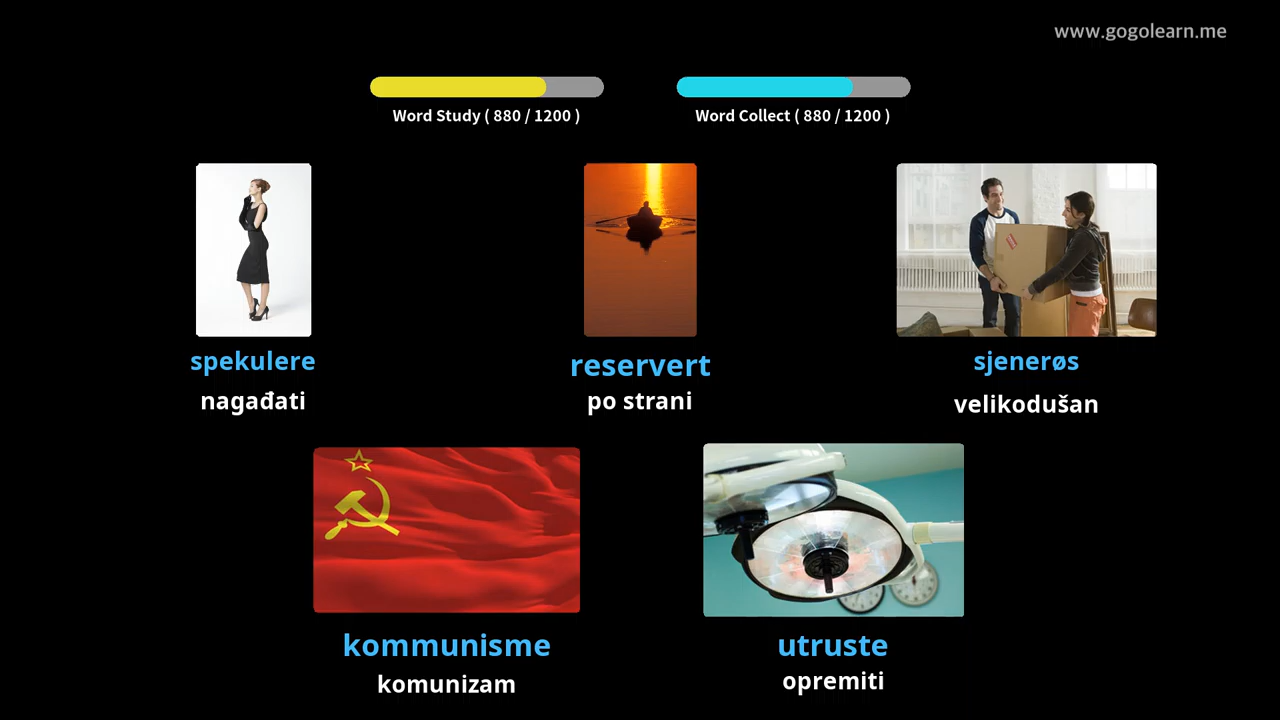 www.gogolearn.me
Word Study ( 880 / 1200 )
Word Collect ( 880 / 1200 )
spekulere
nagađati
reservert
po strani
sjenerøs
velikodušan
kommunisme
komunizam
utruste
opremiti